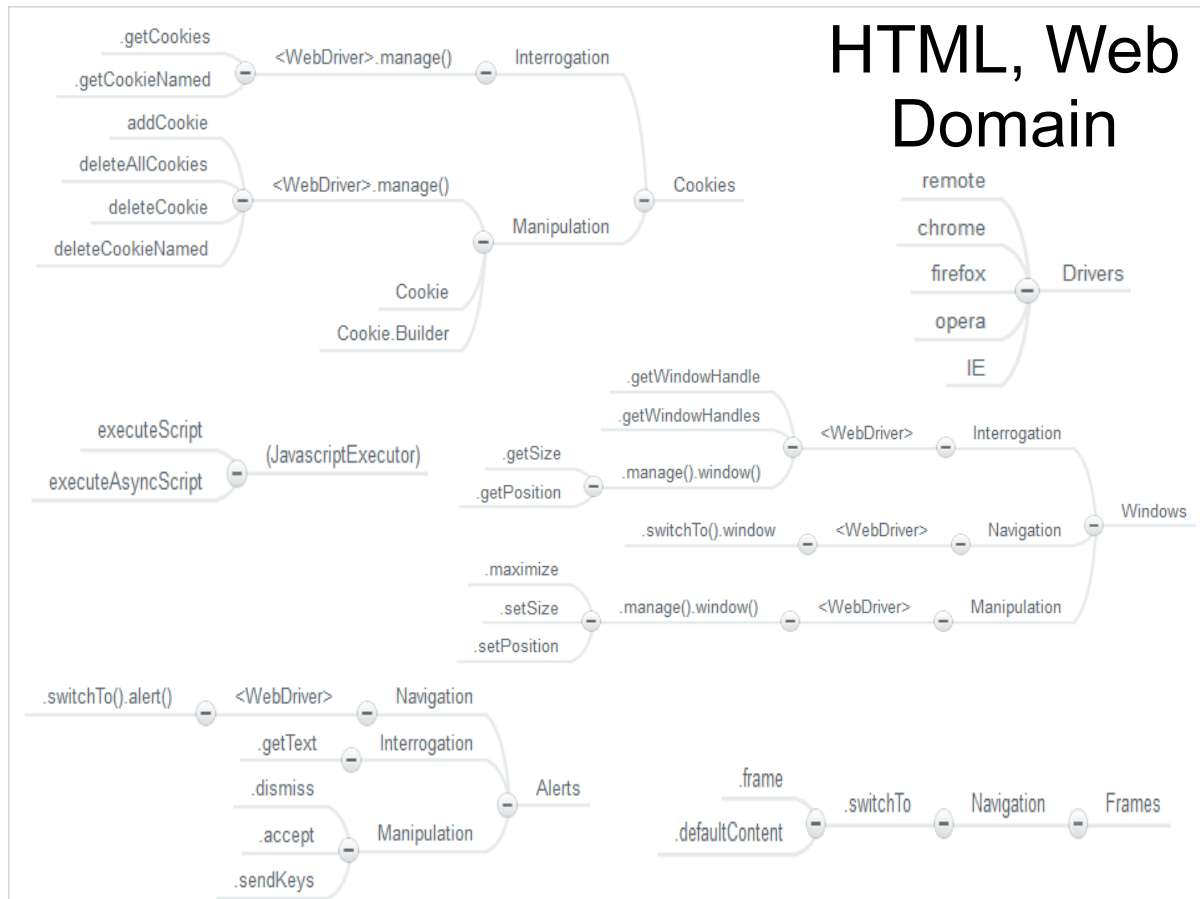 HTML, Web
Domain
.getCookies
.getCookieNamed
<WebDriver>.manage()
Interrogation
addCookie
deleteAllCookies
deleteCookie
deleteCookieNamed
<WebDriver>.manage()
Manipulation
Cookie
Cookie.Builder
Cookies
remote
chrome
firefox
opera
IE
Drivers
executeScript
executeAsyncScript
(JavascriptExecutor)
.getWindowHandle
.getWindowHandles
.getSize
.getPosition
.manage().window()
<WebDriver>
Interrogation
.switchTo().window
<WebDriver>
Navigation
.maximize
.setSize
.setPosition
.manage().window()
<WebDriver>
Manipulation
Windows
.switchTo().alert()
<WebDriver>
Navigation
.getText
Interrogation
.dismiss
.accept
.sendKeys
Manipulation
Alerts
.frame
.defaultContent
.switchTo
Navigation
Frames